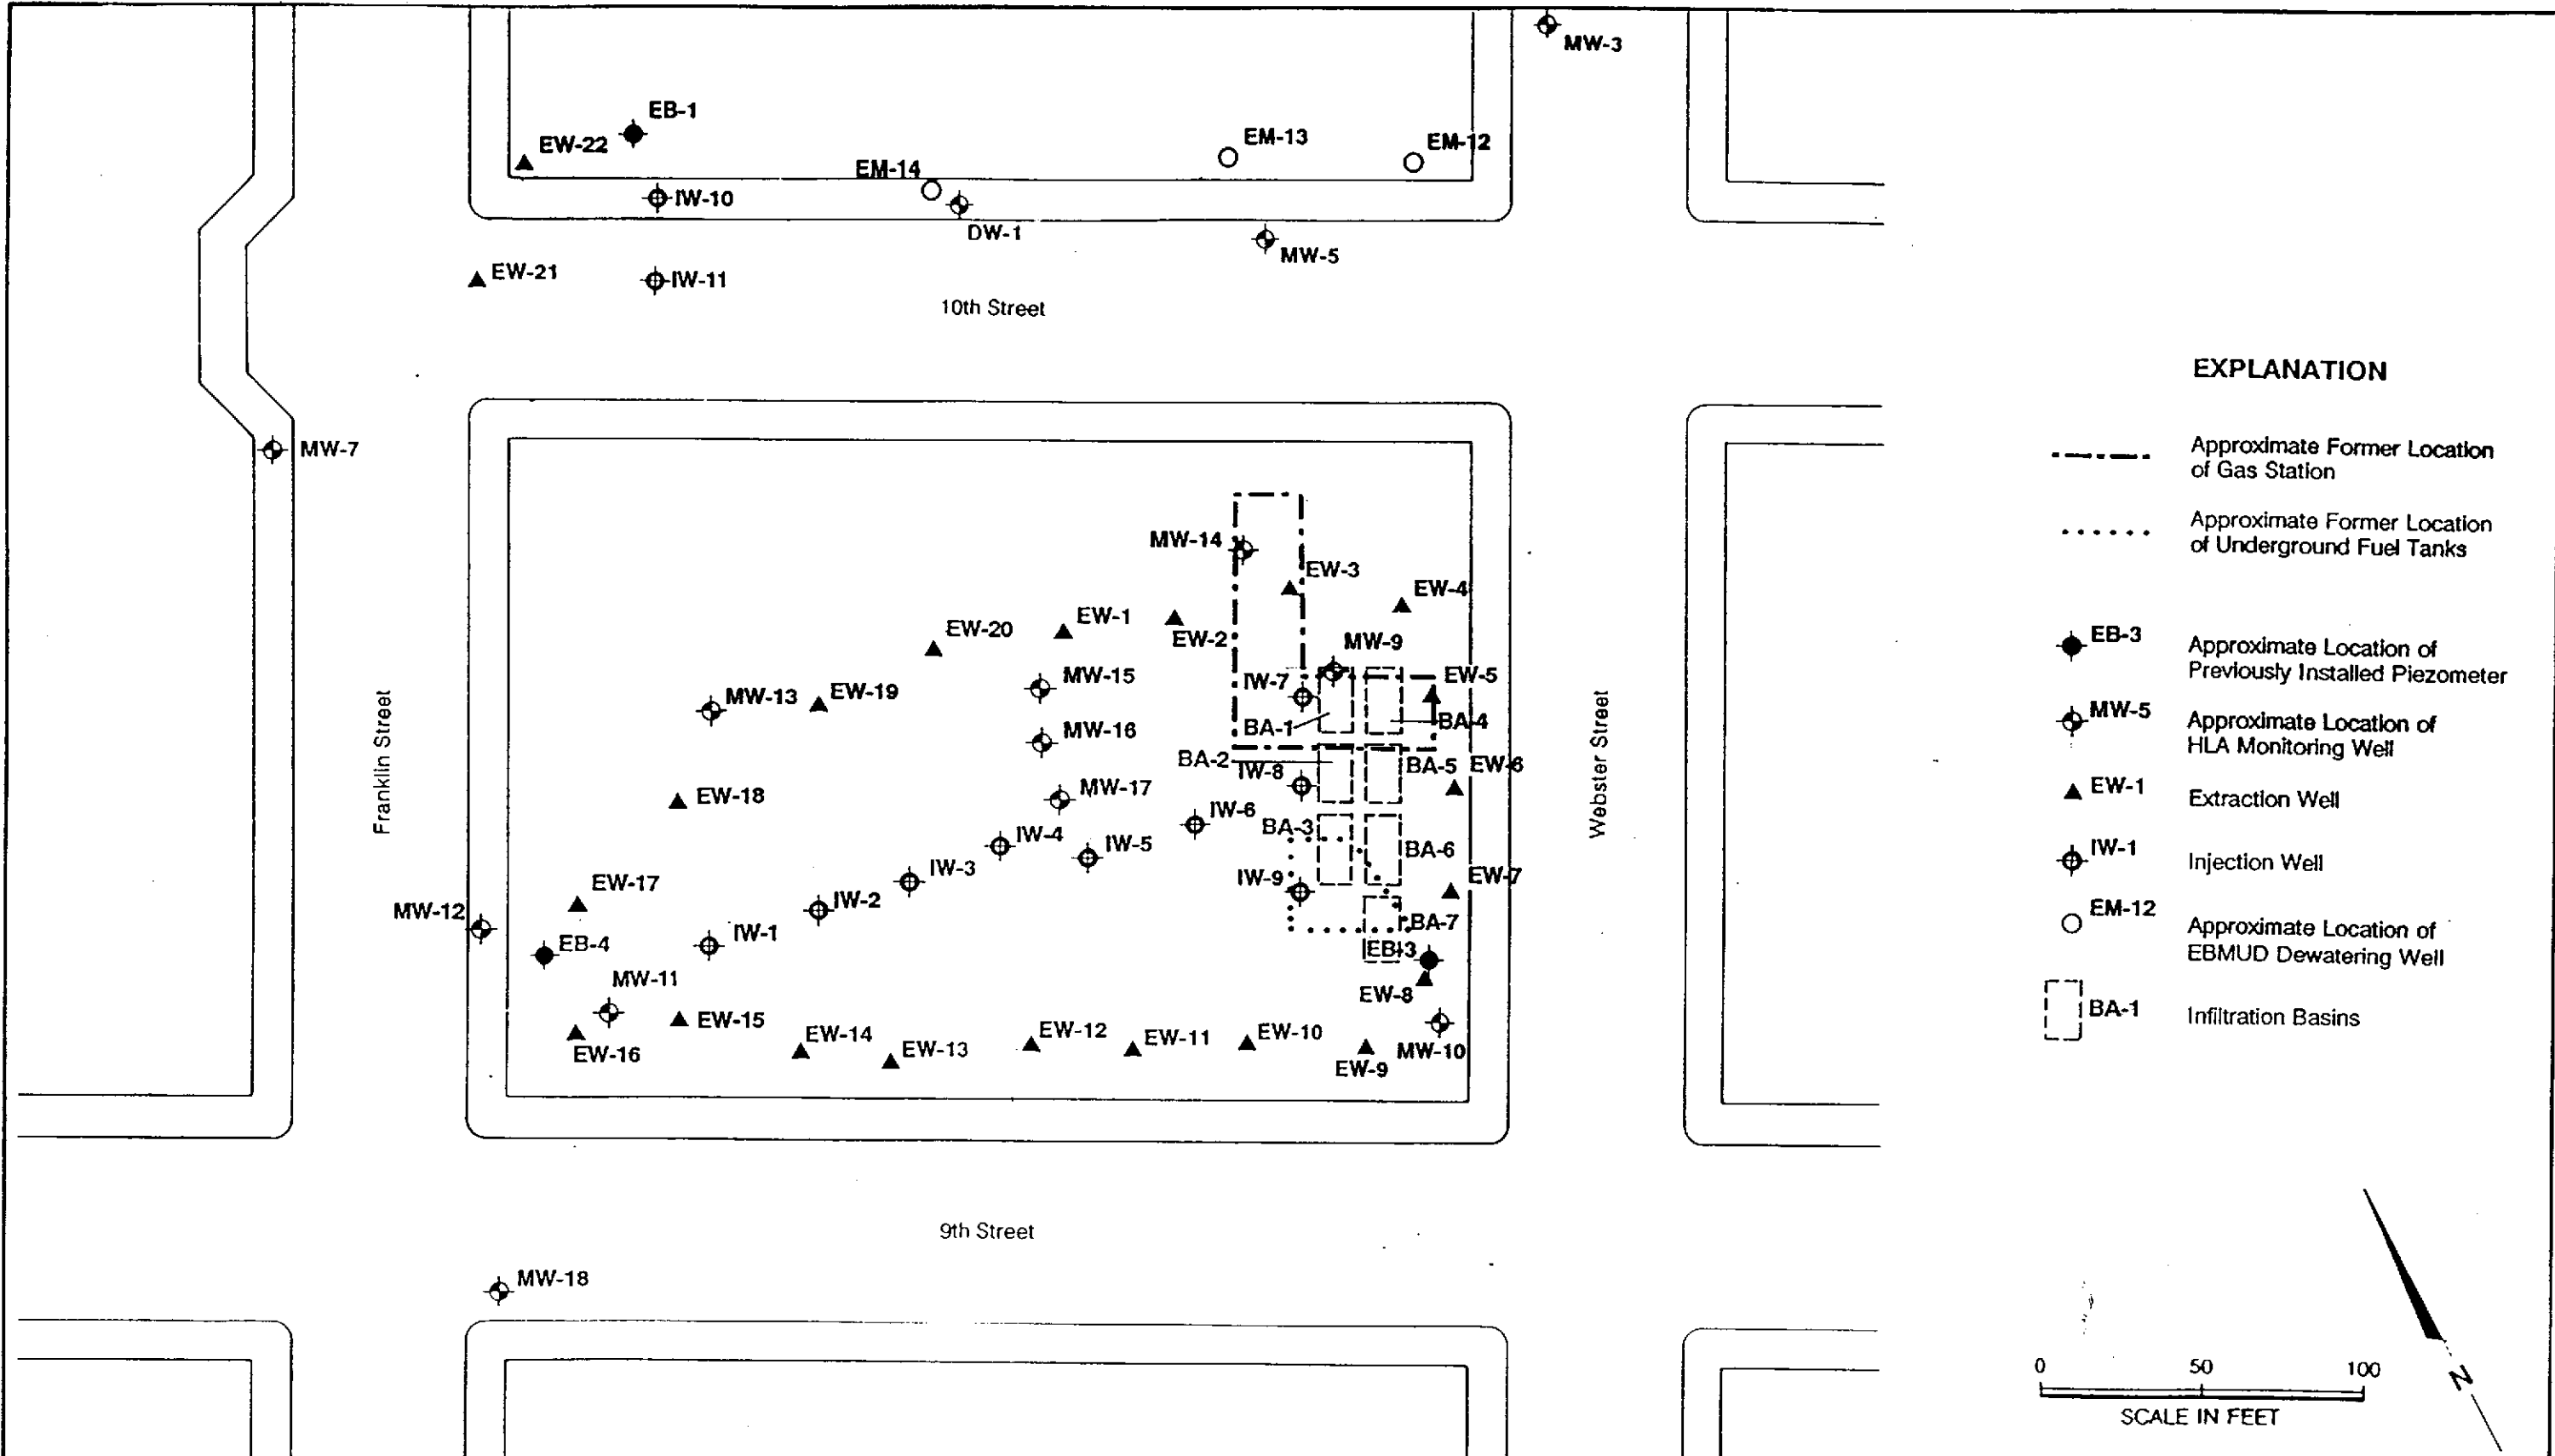 MW-3
EB-1
EW-22
EM-13
EM-12
EM-14
IW-10
DW-1
MW-5
EW-21
IW-11
10th Street
MW-7
MW-14
EW-3
EW-4
EW-1
EW-20
EW-2
MW-9
MW-15
IW-7
EW-5
MW-13
EW-19
BA-1
BA-4
MW-16
BA-2
IW-8
BA-5
EW-6
EW-18
MW-17
IW-6
BA-3
IW-4
IW-5
BA-6
IW-3
IW-9
EW-7
EW-17
MW-12
IW-2
BA-7
IW-1
EB-4
EB-3
MW-11
EW-8
EW-15
EW-14
EW-12
EW-11
EW-10
EW-16
EW-13
EW-9
MW-10
Franklin Street
Webster Street
9th Street
MW-18
EXPLANATION
Approximate Former Location
of Gas Station
Approximate Former Location
of Underground Fuel Tanks
EB-3
Approximate Location of
Previously Installed Piezometer
MW-5
Approximate Location of
HLA Monitoring Well
EW-1
Extraction Well
IW-1
Injection Well
EM-12
Approximate Location of
EBMUD Dewatering Well
BA-1
Infiltration Basins
0 50 100
SCALE IN FEET
N